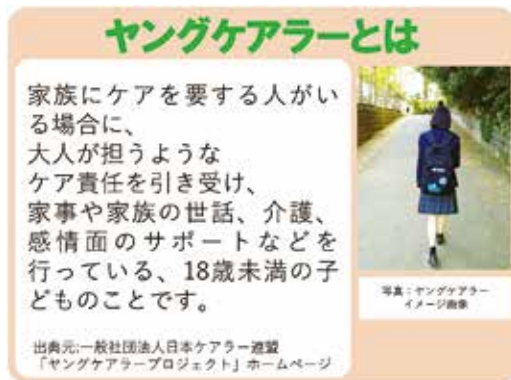 ヤングケアラーとは
家族にケアを要する人がい
る場合に、
大人が担うような
ケア責任を引き受け、
家事や家族の世話、介護、
感情面のサポートなどを
行っている、18歳未満の子
どものことです。
出典元:一般社団法人日本ケアラー連盟
「ヤングケアラープロジェクト」ホームページ
写真：ヤングケアラー
イメージ画像